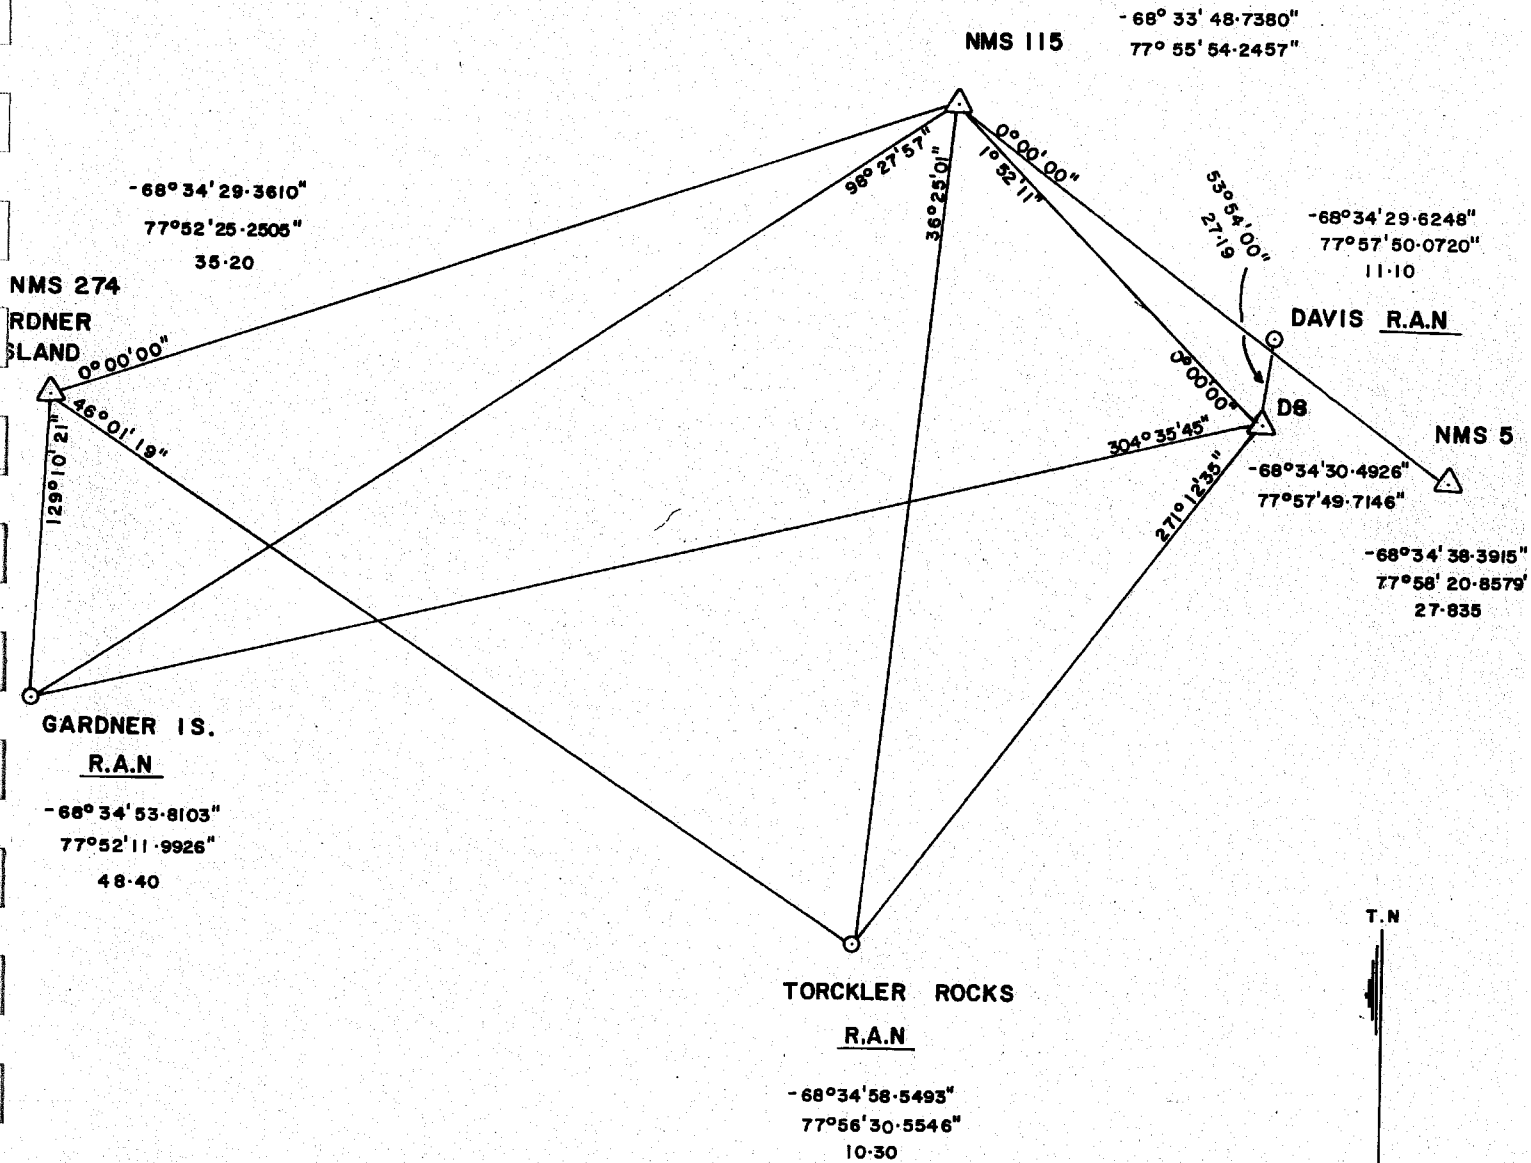 -68° 33' 48·7380"
NMS 115
77° 55' 54·2457"
0°00'00"
1° 52'11"
36°25'01"
98° 27'57"
-68° 34' 29·3610"
77°52'25·2505"
35·20
NMS 274
RDNER
SLAND
0°00'00"
46°01'19"
129°10'21"
53°54'00"
27·19
-68°34'29·6248"
77°57'50·0720"
11·10
DAVIS R.A.N
0°00'00"
D8
304°35'45"
271°12'35"
-68°34'30·4926"
77°57'49·7146"
NMS 5
-68°34'38·3915"
77°58'20·8579'
27·835
GARDNER IS.
R.A.N
-68° 34' 53·8103"
77°52'11·9926"
48·40
T.N
TORCKLER ROCKS
R.A.N
-68°34'58·5493"
77°56'30·5546"
10·30